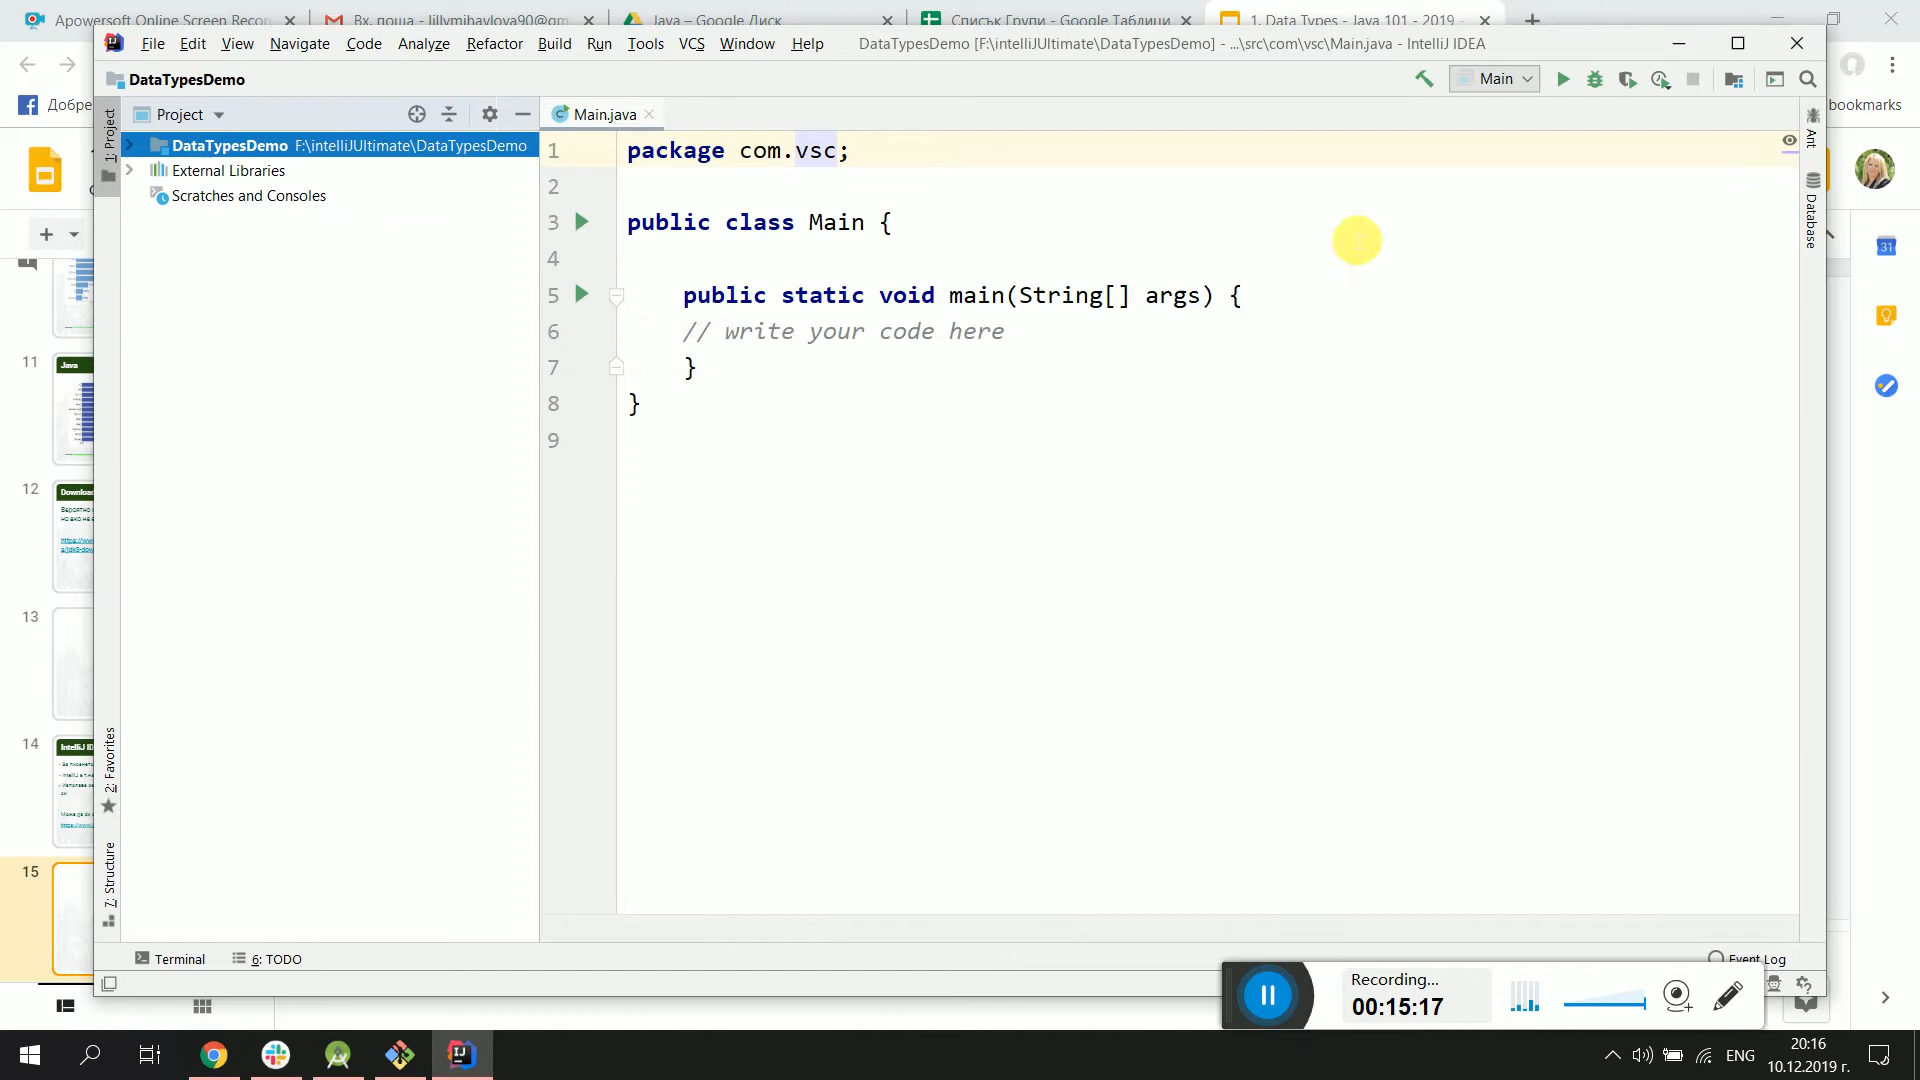 Apowersoft Online Screen Recor
Вх. поща - lillymihaylova90@gm
Java – Google Диск
Списък Групи - Google Таблици
1. Data Types - Java 101 - 2019 -
File Edit View Navigate Code Analyze Refactor Build Run Tools VCS Window Help
DataTypesDemo [F:\intelliJUltimate\DataTypesDemo] - ...\src\com\vsc\Main.java - IntelliJ IDEA
DataTypesDemo
Main
Добре
bookmarks
1: Project
Project
Main.java
Ant
DataTypesDemo F:\intelliJUltimate\DataTypesDemo
External Libraries
Scratches and Consoles
Database
1 package com.vsc;
2
3 public class Main {
4
5 public static void main(String[] args) {
6 // write your code here
7 }
8 }
9
31
11
Java
12
Download
13
14
IntelliJ ID
15
2: Favorites
7: Structure
Terminal
6: TODO
Event Log
Recording...
00:15:17
ENG
20:16
10.12.2019 г.